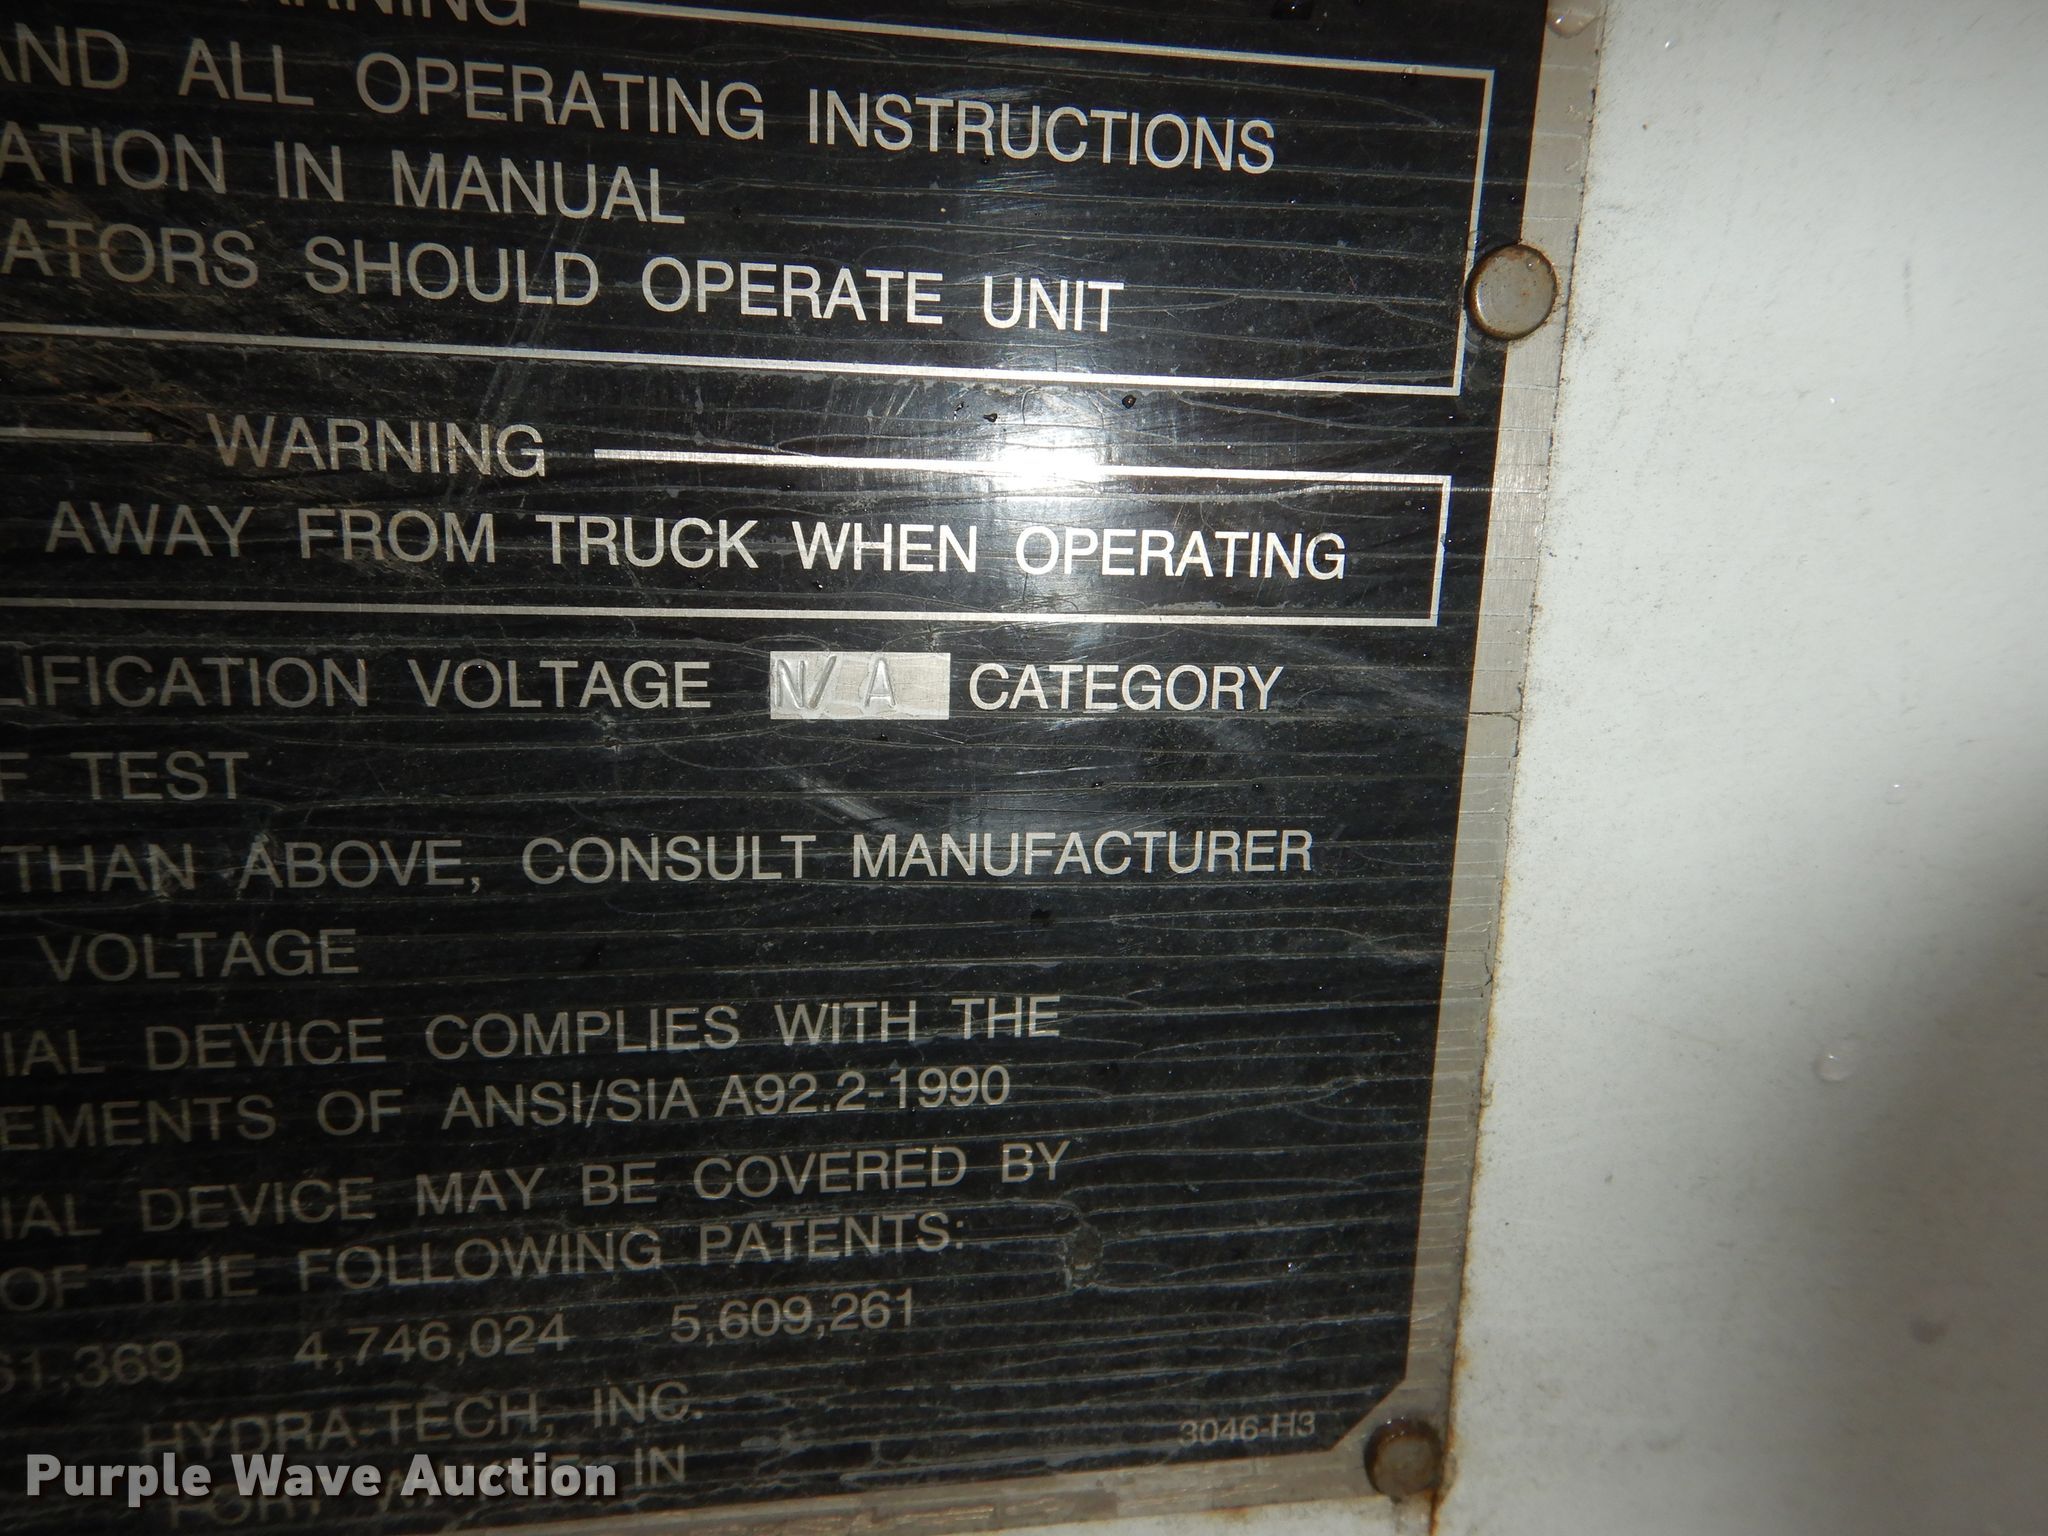 WARNING
AND ALL OPERATING INSTRUCTIONS
ATION IN MANUAL
ATORS SHOULD OPERATE UNIT
WARNING
AWAY FROM TRUCK WHEN OPERATING
LIFICATION VOLTAGE N/A CATEGORY
F TEST
THAN ABOVE, CONSULT MANUFACTURER
VOLTAGE
IAL DEVICE COMPLIES WITH THE
EMENTS OF ANSI/SIA A92.2-1990
IAL DEVICE MAY BE COVERED BY
OF THE FOLLOWING PATENTS:
61,369 4,746,024 5,609,261
HYDRA-TECH, INC.
3046-H3
IN
Purple Wave Auction